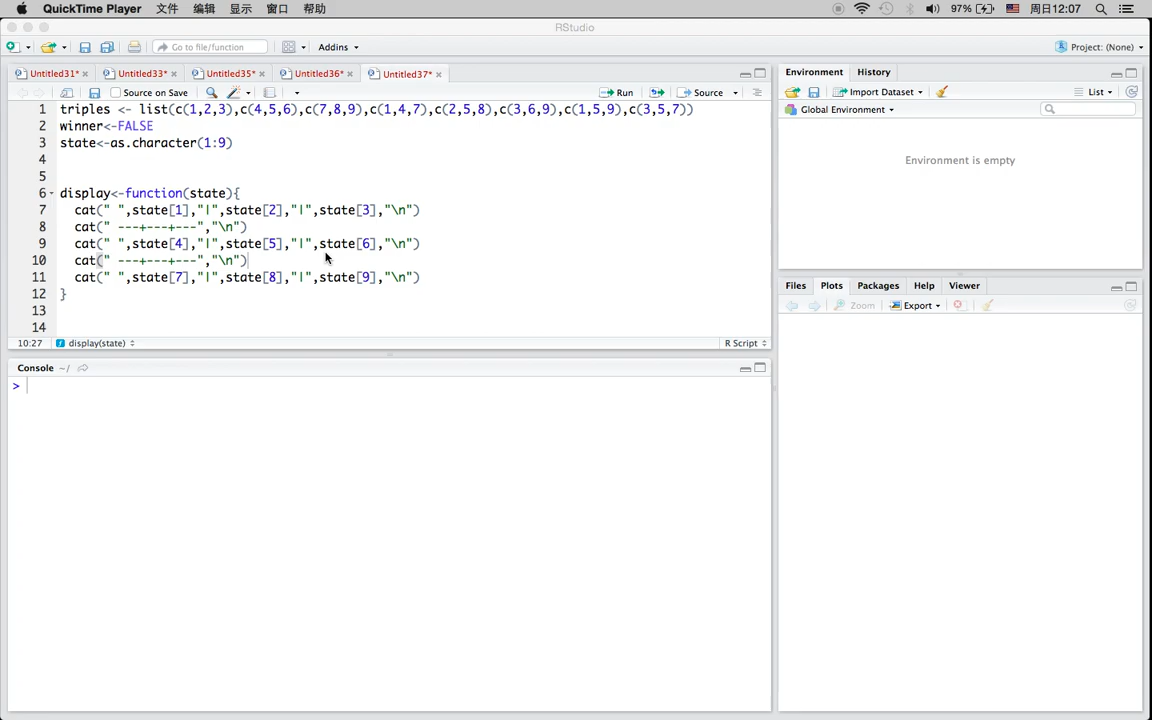 QuickTime Player 文件 编辑 显示 窗口 帮助 97% 周日12:07
RStudio
Go to file/function Addins Project: (None)
Untitled31* × Untitled33* × Untitled35* × Untitled36* × Untitled37* ×
Source on Save Run Source
1 triples <- list(c(1,2,3),c(4,5,6),c(7,8,9),c(1,4,7),c(2,5,8),c(3,6,9),c(1,5,9),c(3,5,7))
2 winner<-FALSE
3 state<-as.character(1:9)
4
5
6 display<-function(state){
7 cat(" ",state[1],"|",state[2],"|",state[3],"\n")
8 cat(" ---+---+---","\n")
9 cat(" ",state[4],"|",state[5],"|",state[6],"\n")
10 cat(" ---+---+---","\n")
11 cat(" ",state[7],"|",state[8],"|",state[9],"\n")
12 }
13
14
10:27 display(state) R Script
Console ~/
>
Environment History
Import Dataset List
Global Environment
Environment is empty
Files Plots Packages Help Viewer
Zoom Export